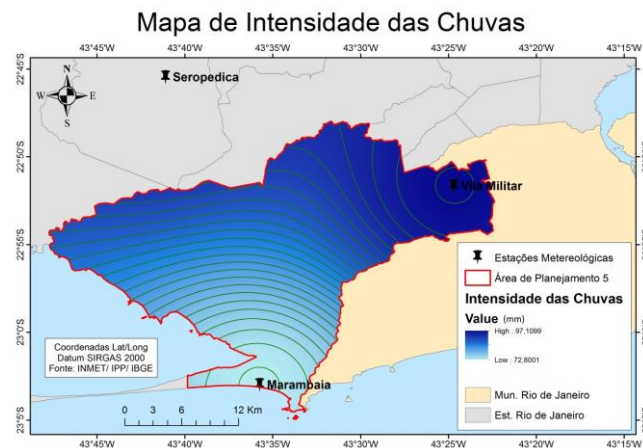 Mapa de Intensidade das Chuvas
43°45'W 43°40'W 43°35'W 43°30'W 43°25'W 43°20'W 43°15'W
22°45'S
22°50'S
22°55'S
23°0'S
23°5'S
43°45'W 43°40'W 43°35'W 43°30'W 43°25'W 43°20'W 43°15'W
N
W E
S
Seropedica
Vila Militar
Marambaia
Coordenadas Lat/Long
Datum SIRGAS 2000
Fonte: INMET/ IPP/ IBGE
0 3 6 12 Km
Estações Metereológicas
Área de Planejamento 5
Intensidade das Chuvas
Value (mm)
High : 97,1099
Low : 72,8001
Mun. Rio de Janeiro
Est. Rio de Janeiro